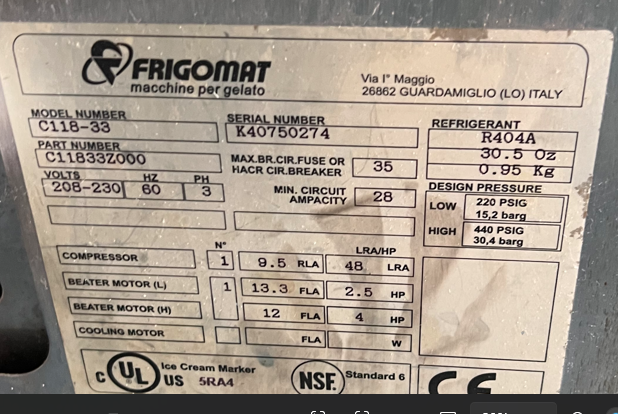 FRIGOMAT
macchine per gelato
Via I° Maggio
26862 GUARDAMIGLIO (LO) ITALY
MODEL NUMBER
C118-33
SERIAL NUMBER
K40750274
REFRIGERANT
R404A
30.5 Oz
0.95 Kg
PART NUMBER
C11833Z000
MAX.BR.CIR.FUSE OR
HACR CIR.BREAKER
35
VOLTS HZ PH
208-230 60 3
MIN. CIRCUIT
AMPACITY
28
DESIGN PRESSURE
LOW 220 PSIG
15,2 barg
HIGH 440 PSIG
30,4 barg
N° LRA/HP
COMPRESSOR 1 9.5 RLA 48 LRA
BEATER MOTOR (L) 1 13.3 FLA 2.5 HP
BEATER MOTOR (H) 12 FLA 4 HP
COOLING MOTOR FLA W
C UL US
Ice Cream Marker
5RA4
NSF
Standard 6
CE